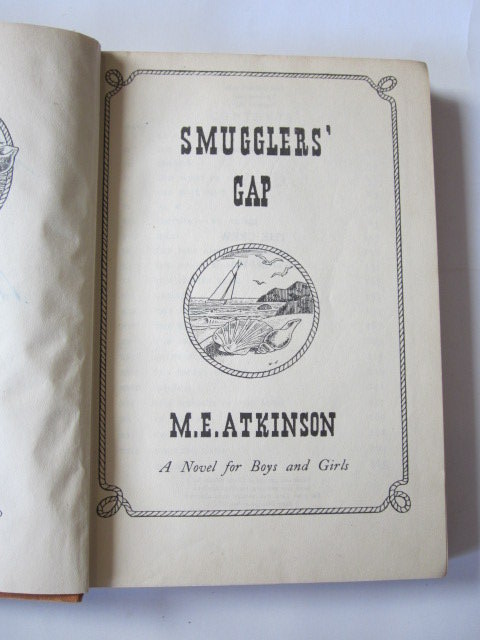 SMUGGLERS'
GAP
M.E.ATKINSON
A Novel for Boys and Girls